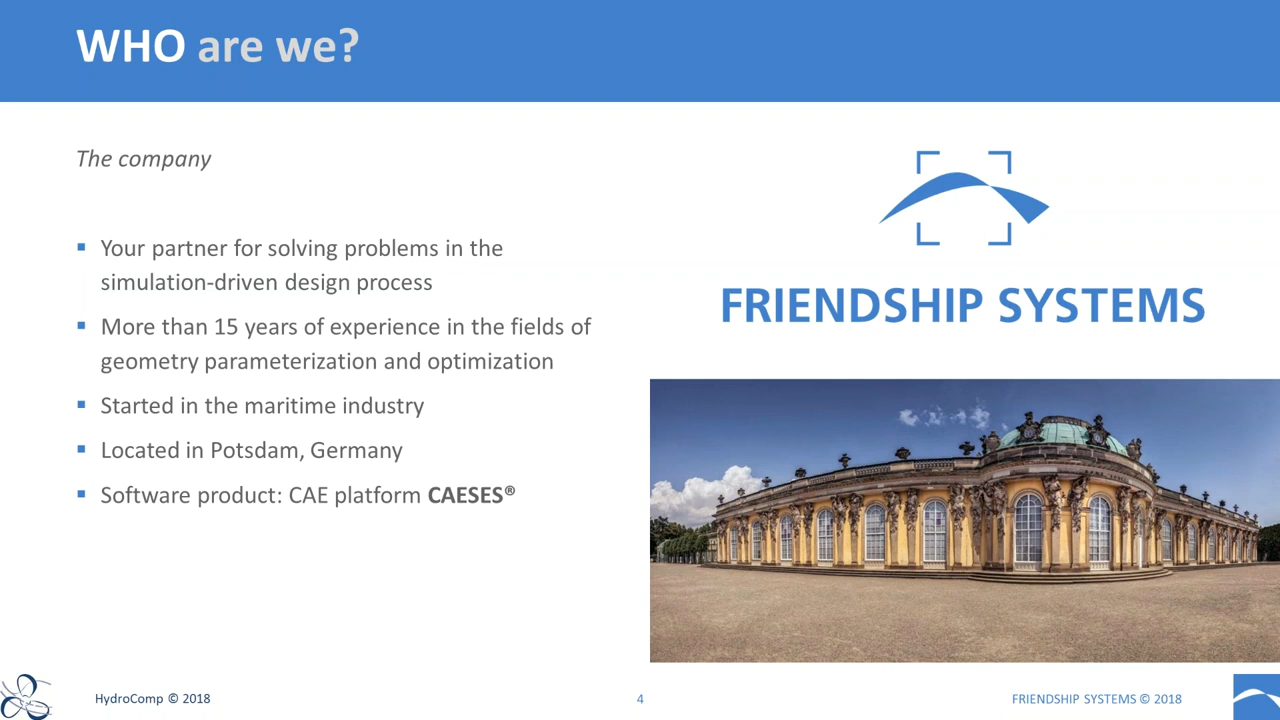 WHO are we?
The company
Your partner for solving problems in the
simulation-driven design process
More than 15 years of experience in the fields of
geometry parameterization and optimization
Started in the maritime industry
Located in Potsdam, Germany
Software product: CAE platform CAESES®
FRIENDSHIP SYSTEMS
HydroComp © 2018
4
FRIENDSHIP SYSTEMS © 2018